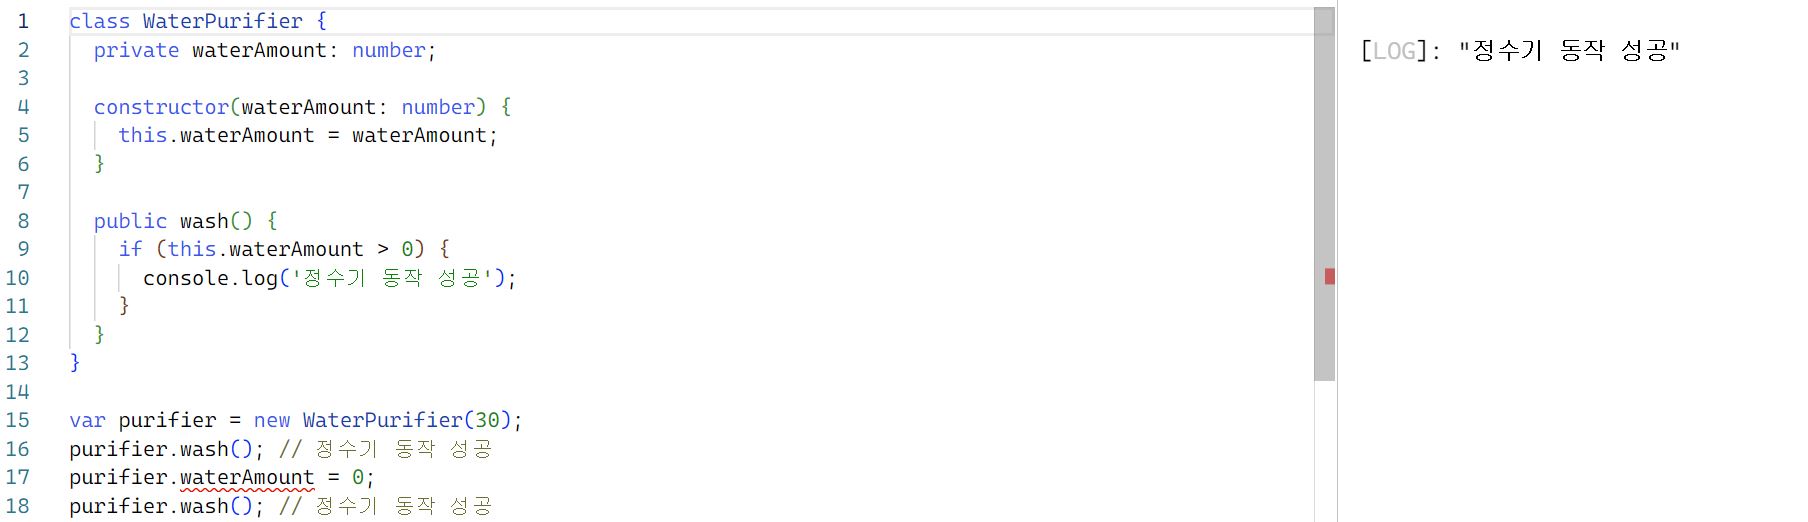 1 class WaterPurifier {
2   private waterAmount: number;
3
4   constructor(waterAmount: number) {
5     this.waterAmount = waterAmount;
6   }
7
8   public wash() {
9     if (this.waterAmount > 0) {
10       console.log('정수기 동작 성공');
11     }
12   }
13 }
14
15 var purifier = new WaterPurifier(30);
16 purifier.wash(); // 정수기 동작 성공
17 purifier.waterAmount = 0;
18 purifier.wash(); // 정수기 동작 성공
[LOG]: "정수기 동작 성공"